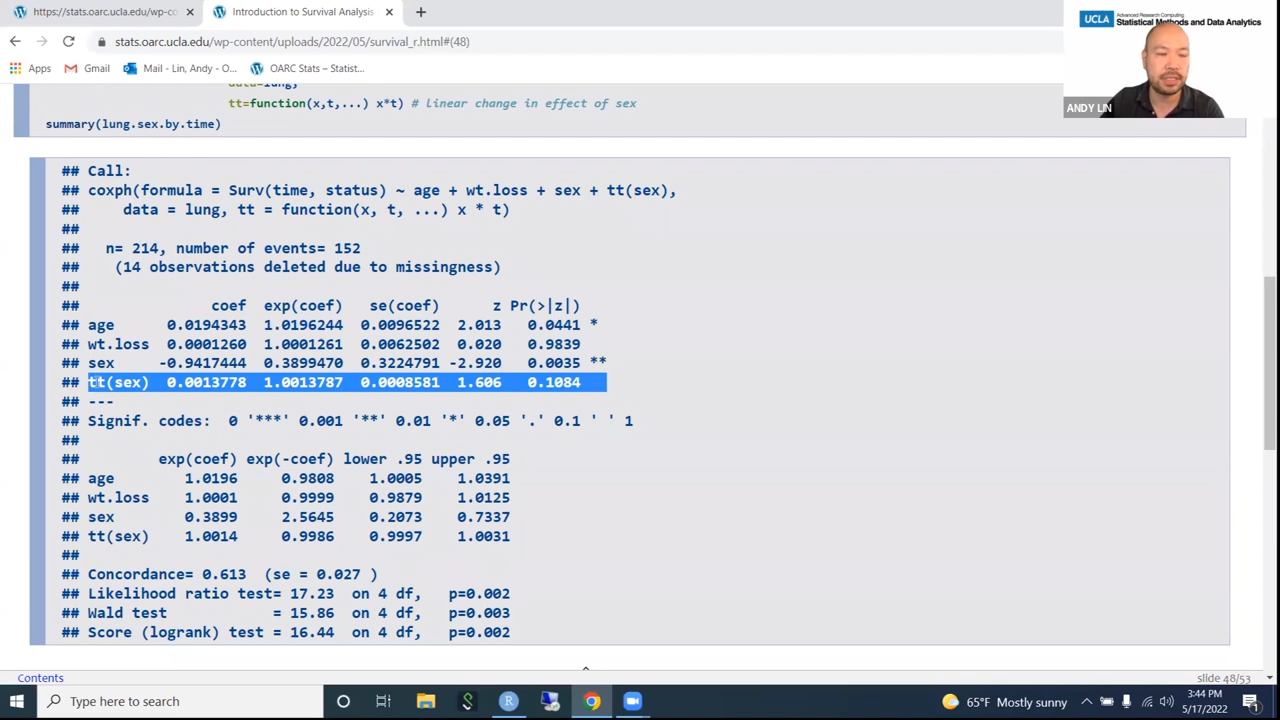 https://stats.oarc.ucla.edu/wp-co
Introduction to Survival Analysis
stats.oarc.ucla.edu/wp-content/uploads/2022/05/survival_r.html#(48)
Apps
Gmail
Mail - Lin, Andy - O...
OARC Stats – Statist...
UCLA
Advanced Research Computing
Statistical Methods and Data Analytics
ANDY LIN
data=lung,
tt=function(x,t,...) x*t) # linear change in effect of sex
summary(lung.sex.by.time)
## Call:
## coxph(formula = Surv(time, status) ~ age + wt.loss + sex + tt(sex),
##     data = lung, tt = function(x, t, ...) x * t)
##
##   n= 214, number of events= 152
##    (14 observations deleted due to missingness)
##
##               coef  exp(coef)   se(coef)      z Pr(>|z|)
## age      0.0194343  1.0196244  0.0096522  2.013   0.0441 *
## wt.loss  0.0001260  1.0001261  0.0062502  0.020   0.9839
## sex     -0.9417444  0.3899470  0.3224791 -2.920   0.0035 **
## tt(sex)  0.0013778  1.0013787  0.0008581  1.606   0.1084
## ---
## Signif. codes:  0 '***' 0.001 '**' 0.01 '*' 0.05 '.' 0.1 ' ' 1
##
##         exp(coef) exp(-coef) lower .95 upper .95
## age        1.0196     0.9808    1.0005    1.0391
## wt.loss    1.0001     0.9999    0.9879    1.0125
## sex        0.3899     2.5645    0.2073    0.7337
## tt(sex)    1.0014     0.9986    0.9997    1.0031
##
## Concordance= 0.613  (se = 0.027 )
## Likelihood ratio test= 17.23  on 4 df,   p=0.002
## Wald test            = 15.86  on 4 df,   p=0.003
## Score (logrank) test = 16.44  on 4 df,   p=0.002
Contents
slide 48/53
Type here to search
65°F Mostly sunny
3:44 PM
5/17/2022